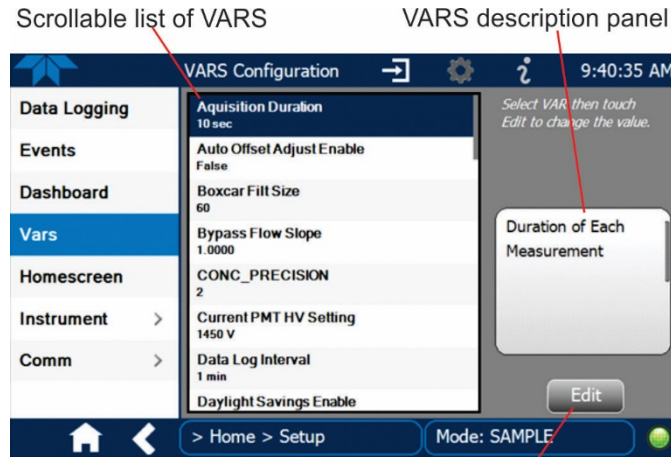 Scrollable list of VARS
VARS description panel
VARS Configuration
9:40:35 AM
Data Logging
Events
Dashboard
Vars
Homescreen
Instrument >
Comm >
Aquisition Duration
10 sec
Auto Offset Adjust Enable
False
Boxcar Filt Size
60
Bypass Flow Slope
1.0000
CONC_PRECISION
2
Current PMT HV Setting
1450 V
Data Log Interval
1 min
Daylight Savings Enable
Select VAR then touch
Edit to change the value.
Duration of Each
Measurement
Edit
> Home > Setup
Mode: SAMPLE